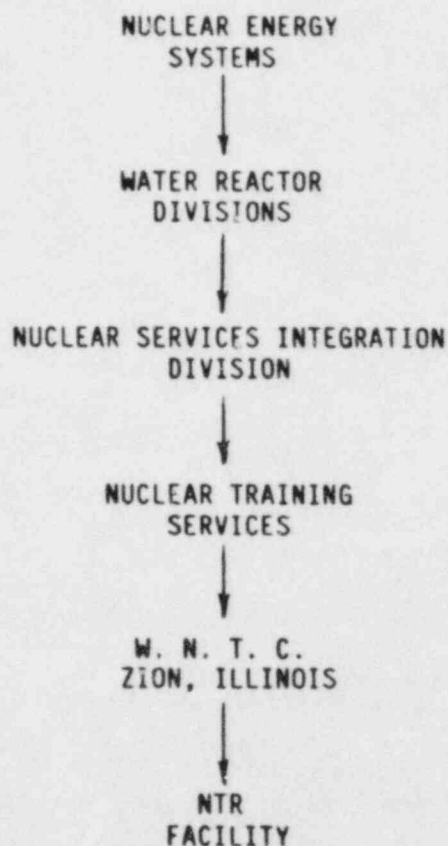 NUCLEAR ENERGY
SYSTEMS
WATER REACTOR
DIVISIONS
NUCLEAR SERVICES INTEGRATION
DIVISION
NUCLEAR TRAINING
SERVICES
W. N. T. C.
ZION, ILLINOIS
NTR
FACILITY